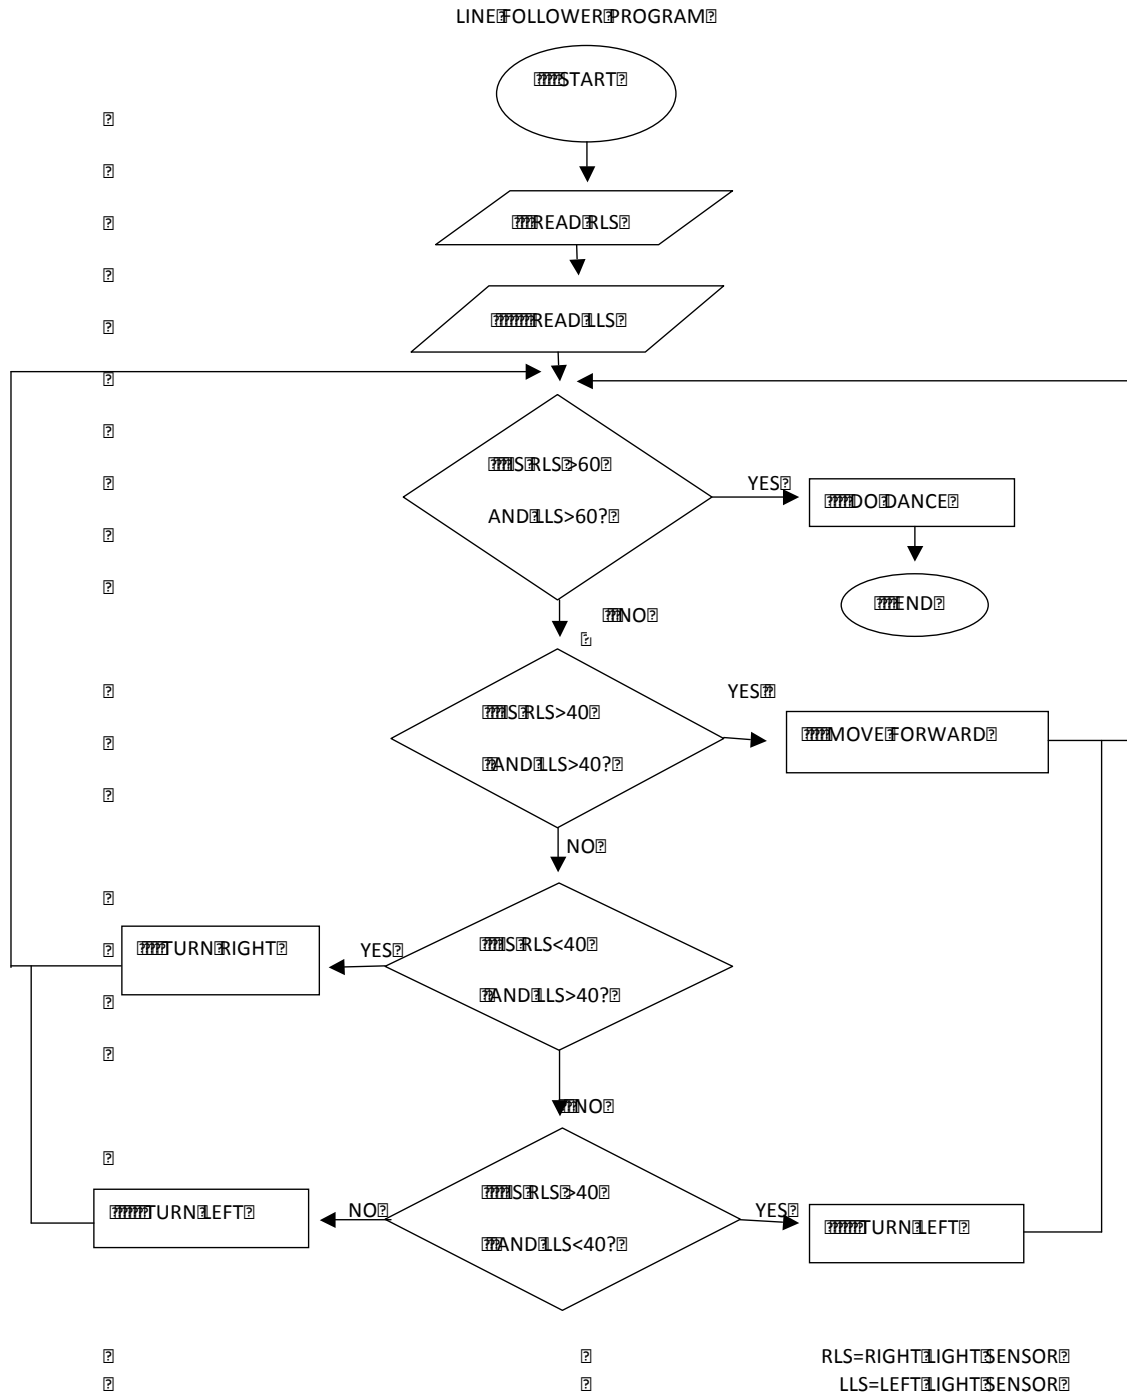 LINE FOLLOWER PROGRAM
START
READ RLS
READ LLS
IS RLS >60
AND LLS>60?
YES
DO DANCE
END
NO
IS RLS>40
AND LLS>40?
YES
MOVE FORWARD
NO
IS RLS<40
AND LLS>40?
YES
TURN RIGHT
NO
IS RLS >40
AND LLS<40?
NO
TURN LEFT
YES
TURN LEFT
RLS=RIGHT LIGHT SENSOR
LLS=LEFT LIGHT SENSOR